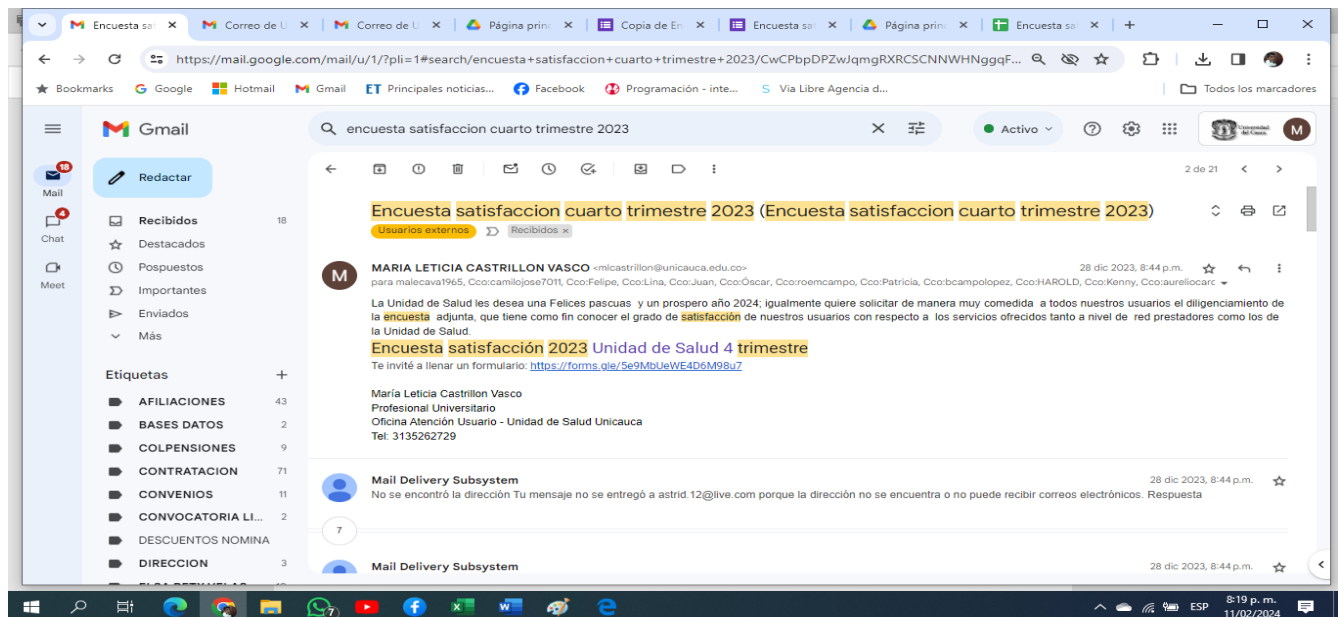 Encuesta sat
Correo de U
Correo de U
Página princ
Copia de En
Encuesta sat
Página princ
Encuesta sa
https://mail.google.com/mail/u/1/?pli=1#search/encuesta+satisfaccion+cuarto+trimestre+2023/CwCPbpDPZwJqmgRXRCSCNNWHNggqF...
Bookmarks Google Hotmail Gmail ET Principales noticias... Facebook Programación - inte... S Via Libre Agencia d... Todos los marcadores
Gmail
encuesta satisfaccion cuarto trimestre 2023
Activo
Universidad
del Cauca
M
18
Mail
4
Chat
Meet
Redactar
Recibidos 18
Destacados
Pospuestos
Importantes
Enviados
Más
Etiquetas +
AFILIACIONES 43
BASES DATOS 2
COLPENSIONES 9
CONTRATACION 71
CONVENIOS 11
CONVOCATORIA LI... 2
DESCUENTOS NOMINA
DIRECCION 3
2 de 21
Encuesta satisfaccion cuarto trimestre 2023 (Encuesta satisfaccion cuarto trimestre 2023)
Usuarios externos Recibidos ×
M
MARIA LETICIA CASTRILLON VASCO <mlcastrillon@unicauca.edu.co> 28 dic 2023, 8:44 p.m.
para malecava1965, Cco:camilojose7011, Cco:Felipe, Cco:Lina, Cco:Juan, Cco:Óscar, Cco:roemcampo, Cco:Patricia, Cco:bcampolopez, Cco:HAROLD, Cco:Kenny, Cco:aureliocarc
La Unidad de Salud les desea una Felices pascuas y un prospero año 2024; igualmente quiere solicitar de manera muy comedida a todos nuestros usuarios el diligenciamiento de
la encuesta adjunta, que tiene como fin conocer el grado de satisfacción de nuestros usuarios con respecto a los servicios ofrecidos tanto a nivel de red prestadores como los de
la Unidad de Salud.
Encuesta satisfacción 2023 Unidad de Salud 4 trimestre
Te invité a llenar un formulario: https://forms.gle/5e9MbUeWE4D6M98u7
María Leticia Castrillon Vasco
Profesional Universitario
Oficina Atención Usuario - Unidad de Salud Unicauca
Tel: 3135262729
Mail Delivery Subsystem 28 dic 2023, 8:44 p.m.
No se encontró la dirección Tu mensaje no se entregó a astrid.12@live.com porque la dirección no se encuentra o no puede recibir correos electrónicos. Respuesta
7
Mail Delivery Subsystem 28 dic 2023, 8:44 p.m.
7
ESP
8:19 p. m.
11/02/2024